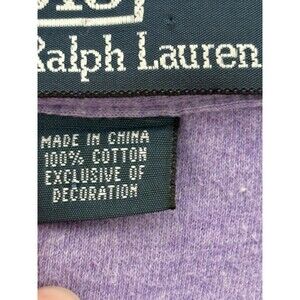 Ralph Lauren
MADE IN CHINA
100% COTTON
EXCLUSIVE OF
DECORATION